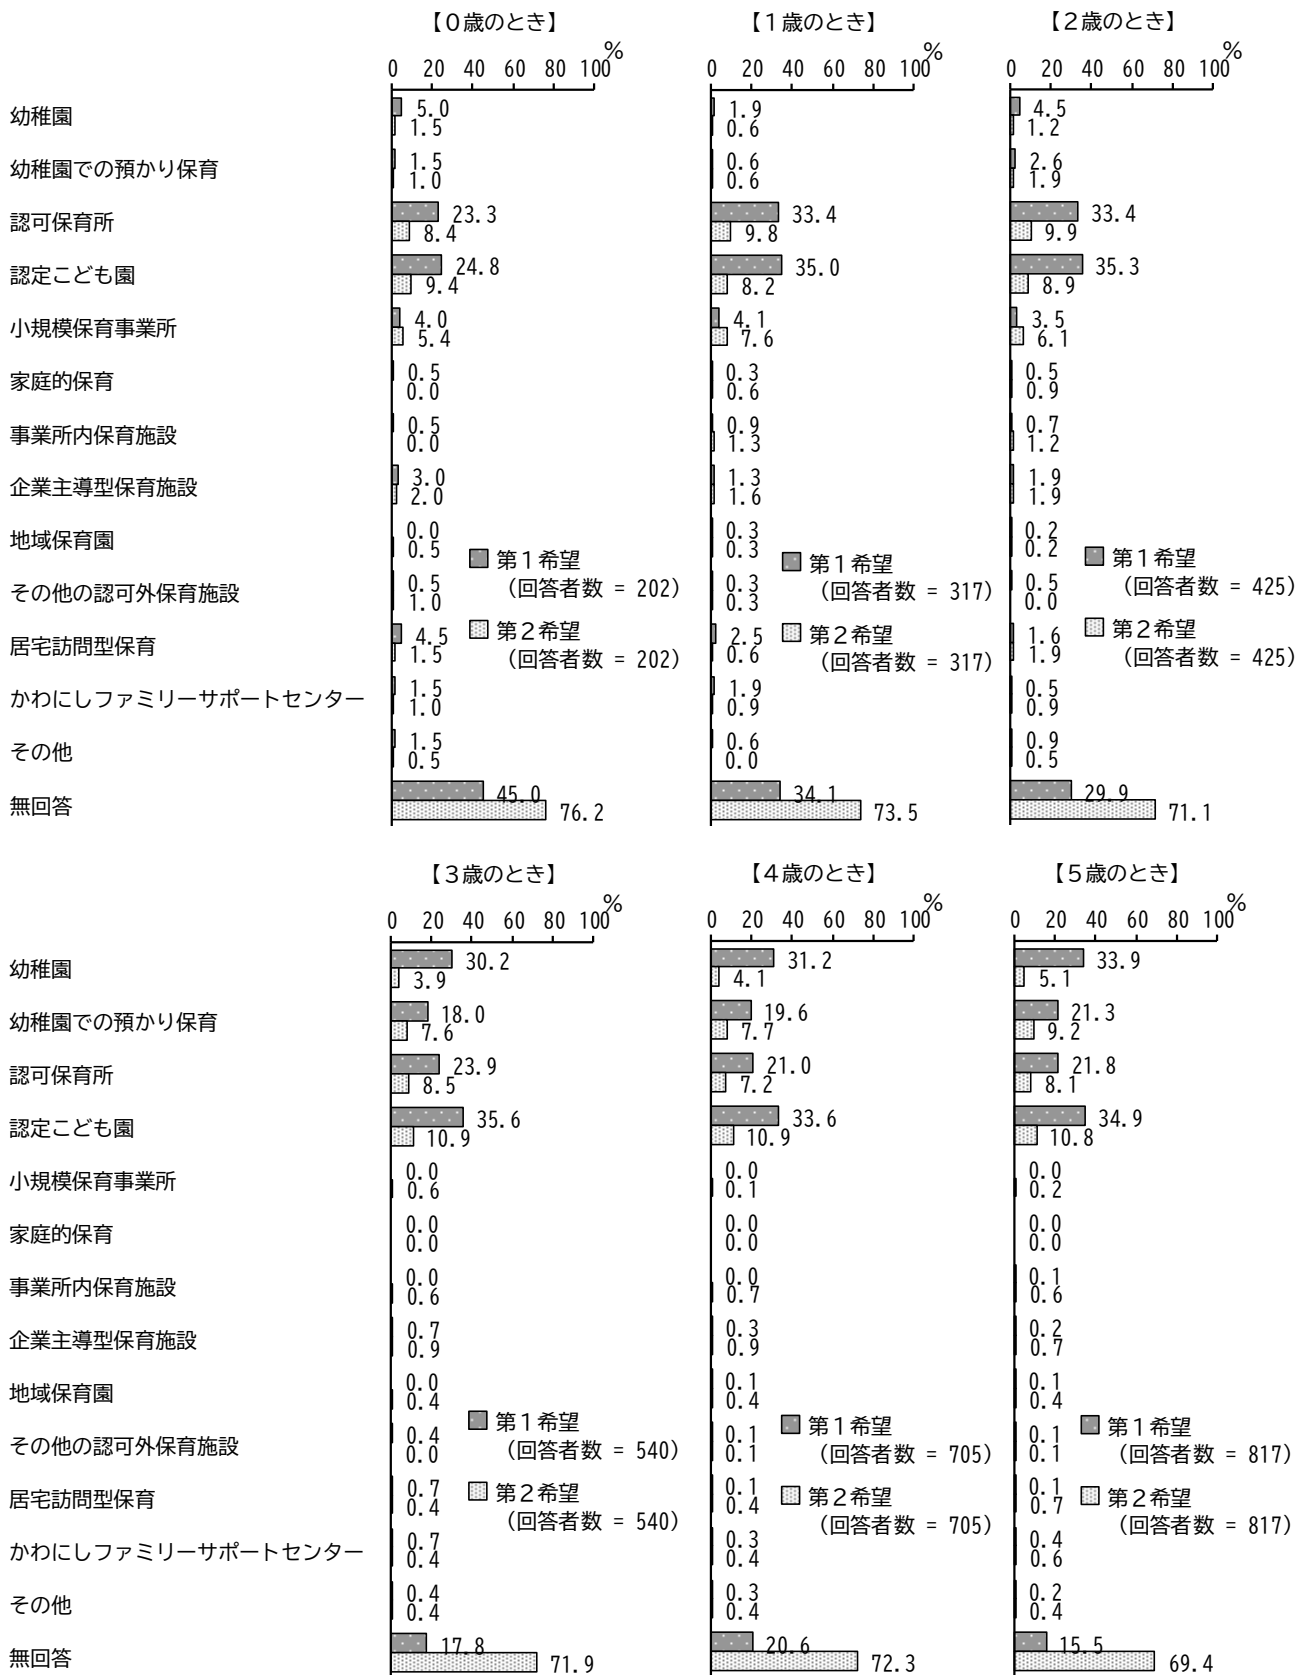 【０歳のとき】 【１歳のとき】 【２歳のとき】
% % %
0 20 40 60 80 100 0 20 40 60 80 100 0 20 40 60 80 100
幼稚園 5.0 1.9 4.5
1.5 0.6 1.2
幼稚園での預かり保育 1.5 0.6 2.6
1.0 0.6 1.9
認可保育所 23.3 33.4 33.4
8.4 9.8 9.9
認定こども園 24.8 35.0 35.3
9.4 8.2 8.9
小規模保育事業所 4.0 4.1 3.5
5.4 7.6 6.1
家庭的保育 0.5 0.3 0.5
0.0 0.6 0.9
事業所内保育施設 0.5 0.9 0.7
0.0 1.3 1.2
企業主導型保育施設 3.0 1.3 1.9
2.0 1.6 1.9
地域保育園 0.0 0.3 0.2
0.5 0.3 0.2
第１希望 第１希望 第１希望
（回答者数 = 202） （回答者数 = 317） （回答者数 = 425）
その他の認可外保育施設 0.5 0.3 0.5
1.0 0.3 0.0
第２希望 第２希望 第２希望
（回答者数 = 202） （回答者数 = 317） （回答者数 = 425）
居宅訪問型保育 4.5 2.5 1.6
1.5 0.6 1.9
かわにしファミリーサポートセンター 1.5 1.9 0.5
1.0 0.9 0.9
その他 1.5 0.6 0.9
0.5 0.0 0.5
無回答 45.0 34.1 29.9
76.2 73.5 71.1
【３歳のとき】 【４歳のとき】 【５歳のとき】
% % %
0 20 40 60 80 100 0 20 40 60 80 100 0 20 40 60 80 100
幼稚園 30.2 31.2 33.9
3.9 4.1 5.1
幼稚園での預かり保育 18.0 19.6 21.3
7.6 7.7 9.2
認可保育所 23.9 21.0 21.8
8.5 7.2 8.1
認定こども園 35.6 33.6 34.9
10.9 10.9 10.8
小規模保育事業所 0.0 0.0 0.0
0.6 0.1 0.2
家庭的保育 0.0 0.0 0.0
0.0 0.0 0.0
事業所内保育施設 0.0 0.0 0.1
0.6 0.7 0.6
企業主導型保育施設 0.7 0.3 0.2
0.9 0.9 0.7
地域保育園 0.0 0.1 0.1
0.4 0.4 0.4
第１希望 第１希望 第１希望
（回答者数 = 540） （回答者数 = 705） （回答者数 = 817）
その他の認可外保育施設 0.4 0.1 0.1
0.0 0.1 0.1
第２希望 第２希望 第２希望
（回答者数 = 540） （回答者数 = 705） （回答者数 = 817）
居宅訪問型保育 0.7 0.1 0.1
0.4 0.4 0.7
かわにしファミリーサポートセンター 0.7 0.3 0.4
0.4 0.4 0.6
その他 0.4 0.3 0.2
0.4 0.4 0.4
無回答 17.8 20.6 15.5
71.9 72.3 69.4